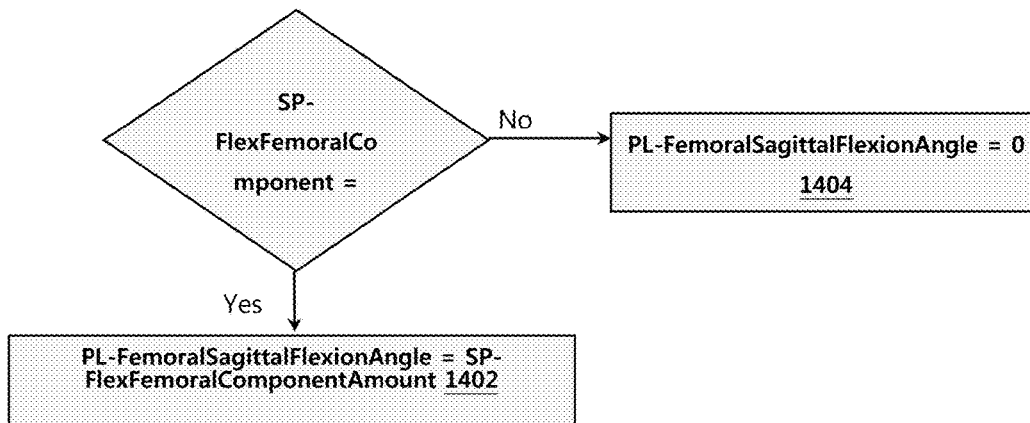 SP-
FlexFemoralCo
mponent =
No
PL-FemoralSagittalFlexionAngle = 0
1404
Yes
PL-FemoralSagittalFlexionAngle = SP-
FlexFemoralComponentAmount 1402